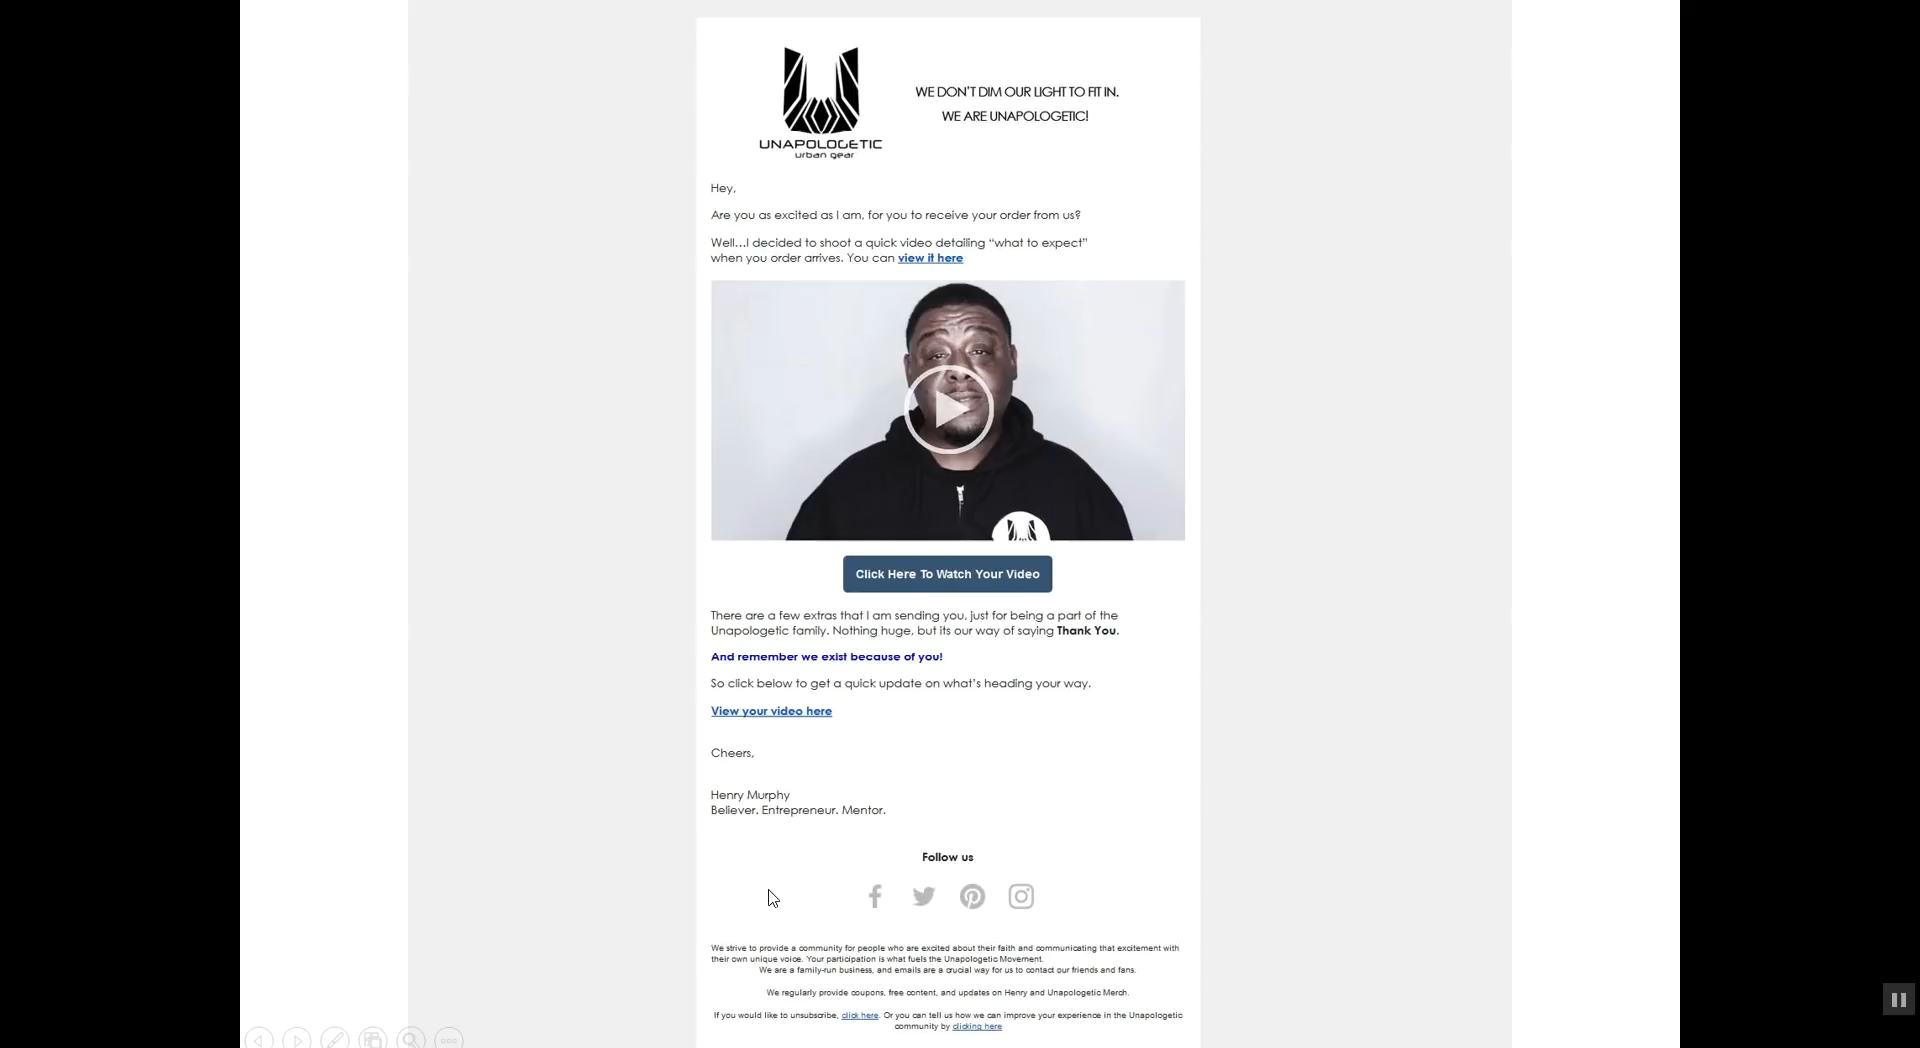 UNAPOLOGETIC
urban gear
WE DON'T DIM OUR LIGHT TO FIT IN.
WE ARE UNAPOLOGETIC!
Hey,
Are you as excited as I am, for you to receive your order from us?
Well...I decided to shoot a quick video detailing “what to expect”
when you order arrives. You can view it here
Click Here To Watch Your Video
There are a few extras that I am sending you, just for being a part of the
Unapologetic family. Nothing huge, but its our way of saying Thank You.
And remember we exist because of you!
So click below to get a quick update on what's heading your way.
View your video here
Cheers,
Henry Murphy
Believer. Entrepreneur. Mentor.
Follow us
We strive to provide a community for people who are excited about their faith and communicating that excitement with
their own unique voice. Your participation is what fuels the Unapologetic Movement.
We are a family-run business, and emails are a crucial way for us to contact our friends and fans.
We regularly provide coupons, free content, and updates on Henry and Unapologetic Merch.
If you would like to unsubscribe, click here. Or you can tell us how we can improve your experience in the Unapologetic
community by clicking here